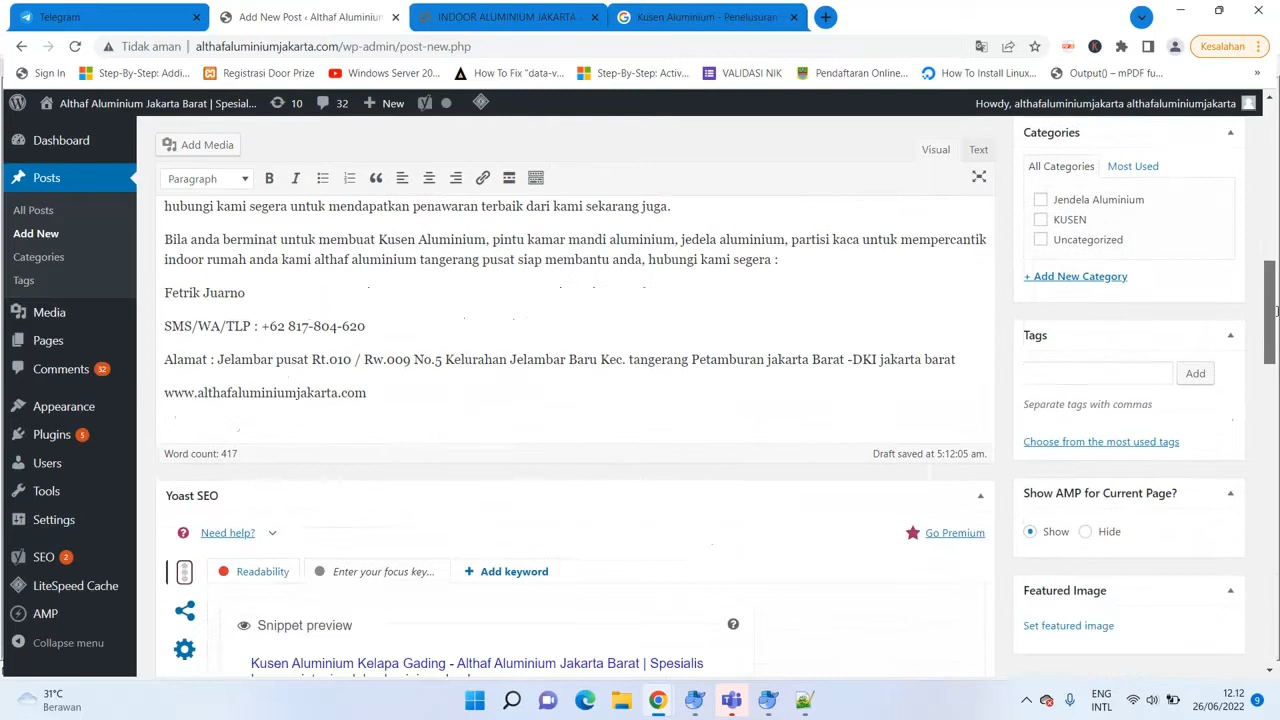 Telegram
Add New Post ‹ Althaf Aluminium
INDOOR ALUMINIUM JAKARTA
Kusen Aluminium - Penelusuran
Tidak aman
althafaluminiumjakarta.com/wp-admin/post-new.php
Kesalahan
Sign In
Step-By-Step: Addi...
Registrasi Door Priz...
Windows Server 20...
How To Fix "data-v...
Step-By-Step: Activ...
VALIDASI NIK
Pendaftaran Online...
How To Install Linux...
Output() – mPDF fu...
»
Althaf Aluminium Jakarta Barat | Spesial...
10
32
New
Howdy, althafaluminiumjakarta althafaluminiumjakarta
Dashboard
Posts
All Posts
Add New
Categories
Tags
Media
Pages
Comments 32
Appearance
Plugins 5
Users
Tools
Settings
SEO 2
LiteSpeed Cache
AMP
Collapse menu
Add Media
Visual
Text
Paragraph
B
I
hubungi kami segera untuk mendapatkan penawaran terbaik dari kami sekarang juga.
Bila anda berminat untuk membuat Kusen Aluminium, pintu kamar mandi aluminium, jedela aluminium, partisi kaca untuk mempercantik
indoor rumah anda kami althaf aluminium tangerang pusat siap membantu anda, hubungi kami segera :
Fetrik Juarno
SMS/WA/TLP : +62 817-804-620
Alamat : Jelambar pusat Rt.010 / Rw.009 No.5 Kelurahan Jelambar Baru Kec. tangerang Petamburan jakarta Barat -DKI jakarta barat
www.althafaluminiumjakarta.com
Word count: 417
Draft saved at 5:12:05 am.
Yoast SEO
Need help?
Go Premium
Readability
Enter your focus key...
Add keyword
Snippet preview
Kusen Aluminium Kelapa Gading - Althaf Aluminium Jakarta Barat | Spesialis
Categories
All Categories
Most Used
Jendela Aluminium
KUSEN
Uncategorized
+ Add New Category
Tags
Add
Separate tags with commas
Choose from the most used tags
Show AMP for Current Page?
Show
Hide
Featured Image
Set featured image
31°C
Berawan
ENG
INTL
12.12
26/06/2022
9